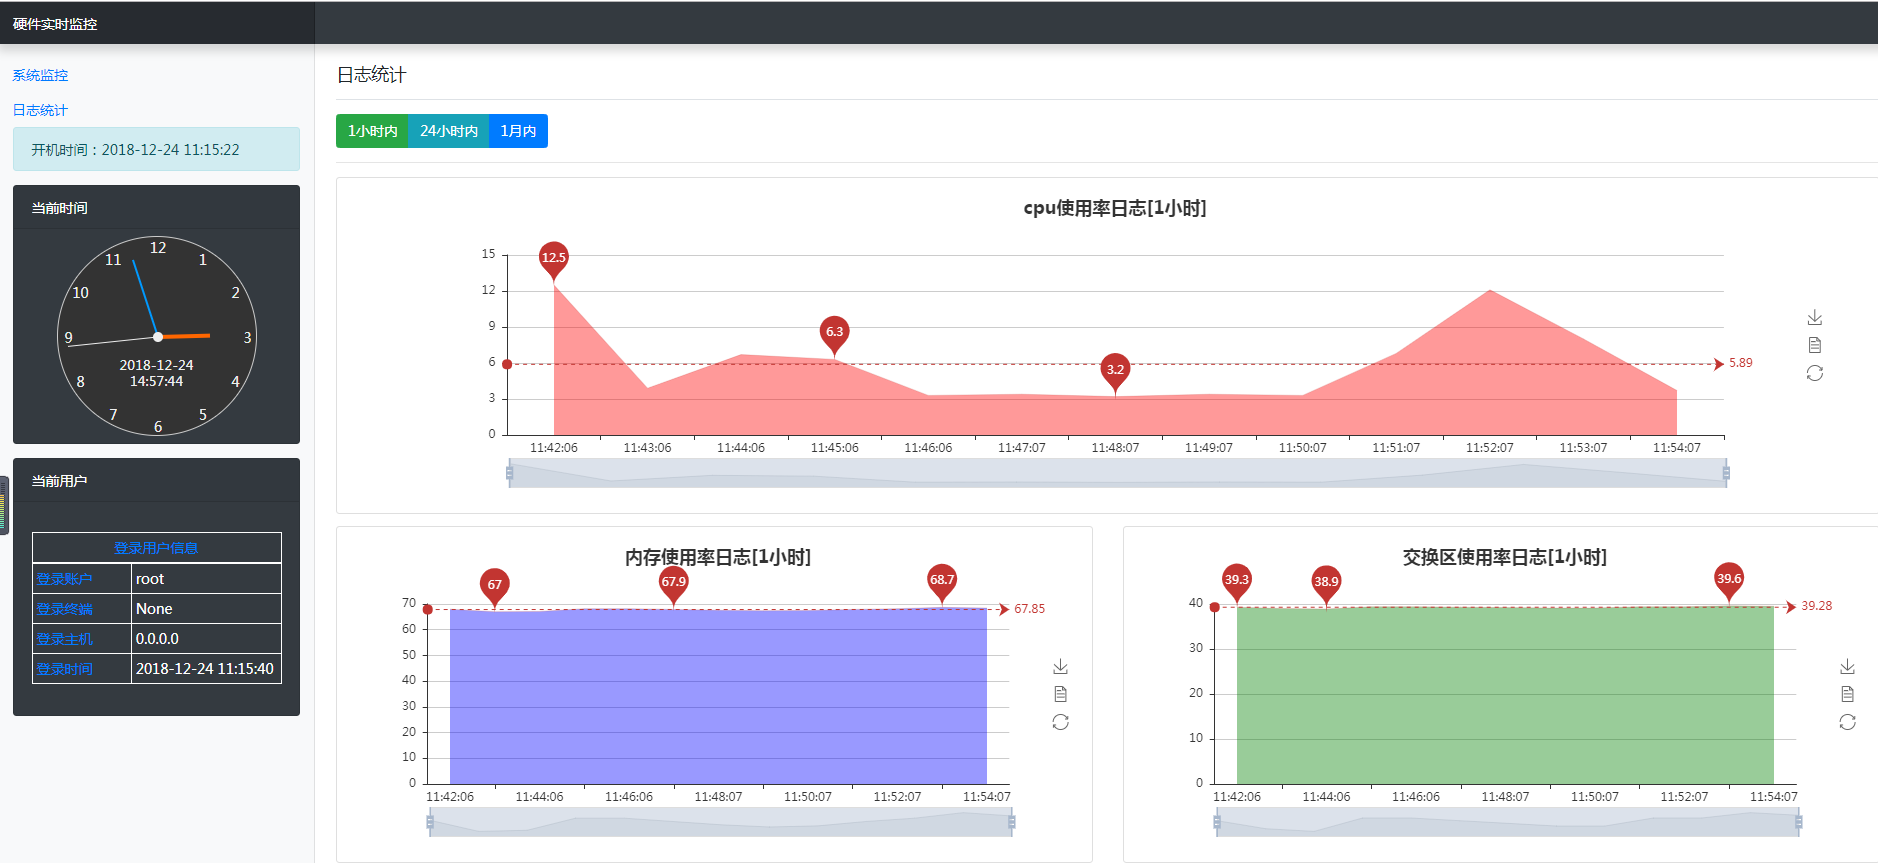 硬件实时监控
系统监控
日志统计
开机时间：2018-12-24 11:15:22
当前时间
12
1
2
3
4
5
6
7
8
9
10
11
2018-12-24
14:57:44
当前用户
登录用户信息
登录账户 root
登录终端 None
登录主机 0.0.0.0
登录时间 2018-12-24 11:15:40
日志统计
1小时内 24小时内 1月内
cpu使用率日志[1小时]
15
12
9
6
3
0
12.5
6.3
3.2
5.89
11:42:06 11:43:06 11:44:06 11:45:06 11:46:06 11:47:07 11:48:07 11:49:07 11:50:07 11:51:07 11:52:07 11:53:07 11:54:07
内存使用率日志[1小时]
67 67.9 68.7
70
60
50
40
30
20
10
0
67.85
11:42:06 11:44:06 11:46:06 11:48:07 11:50:07 11:52:07 11:54:07
交换区使用率日志[1小时]
39.3 38.9 39.6
40
30
20
10
0
39.28
11:42:06 11:44:06 11:46:06 11:48:07 11:50:07 11:52:07 11:54:07